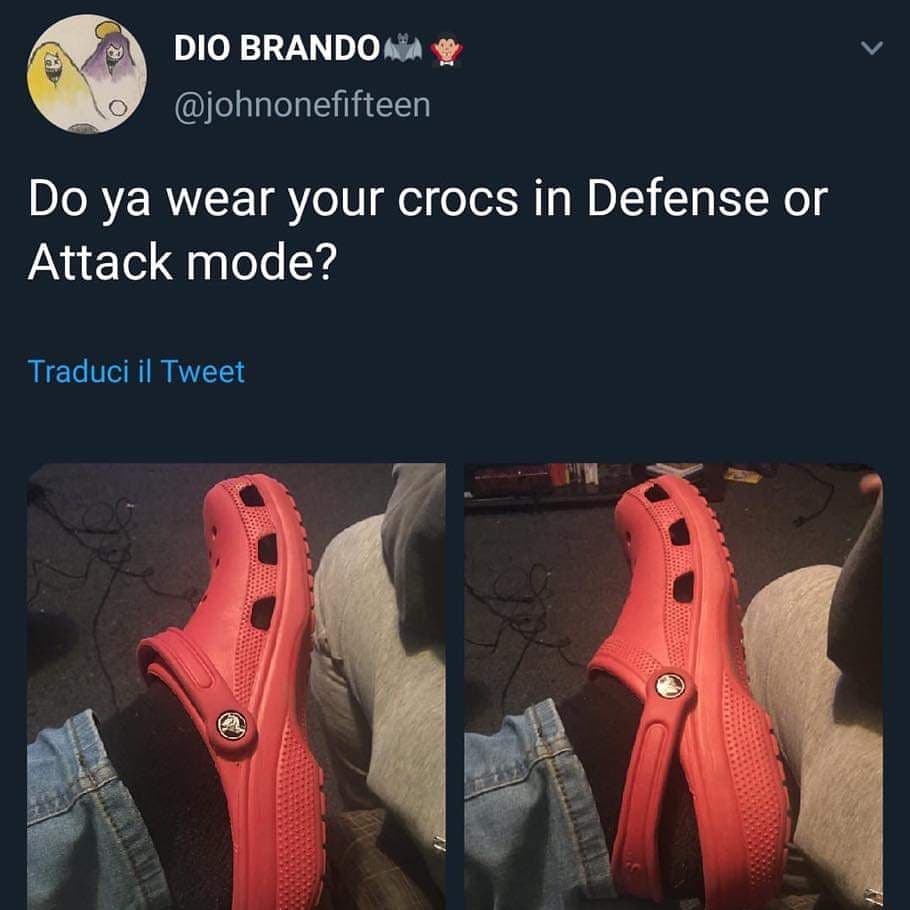 DIO BRANDO🦇🧛
@johnonefifteen
Do ya wear your crocs in Defense or
Attack mode?
Traduci il Tweet